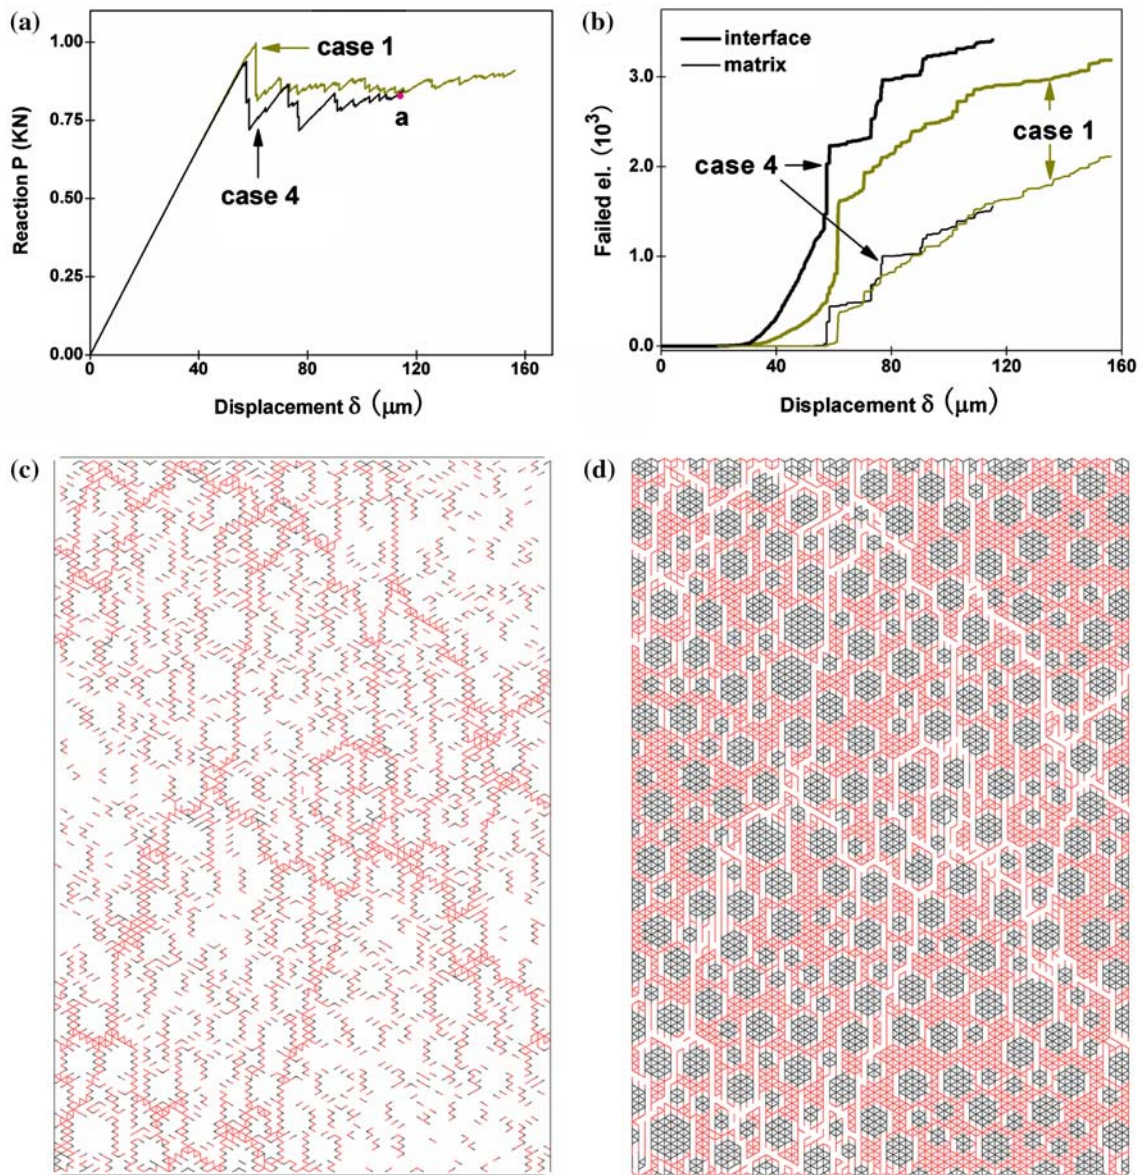 (a)
1.00
0.75
0.50
0.25
0.00
Reaction P (KN)
case 1
case 4
a
0
40
80
120
160
Displacement δ (μm)
(b)
3.0
2.0
1.0
0.0
Failed el. (10³)
interface
matrix
case 1
case 4
0
40
80
120
160
Displacement δ (μm)
(c)
(d)